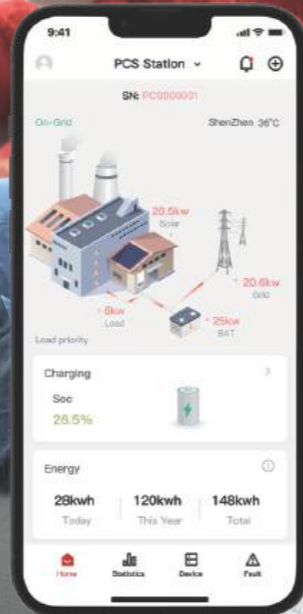 9:41
PCS Station
SN: PCS000001
On-Grid
ShenZhen 36°C
26.5kw
Solar
20.6kw
Grid
6kw
Load
25kw
BAT
Load priority
Charging
Soc
26.5%
Energy
28kwh
120kwh
148kwh
Today
This Year
Total
Home
Statistics
Device
Fault